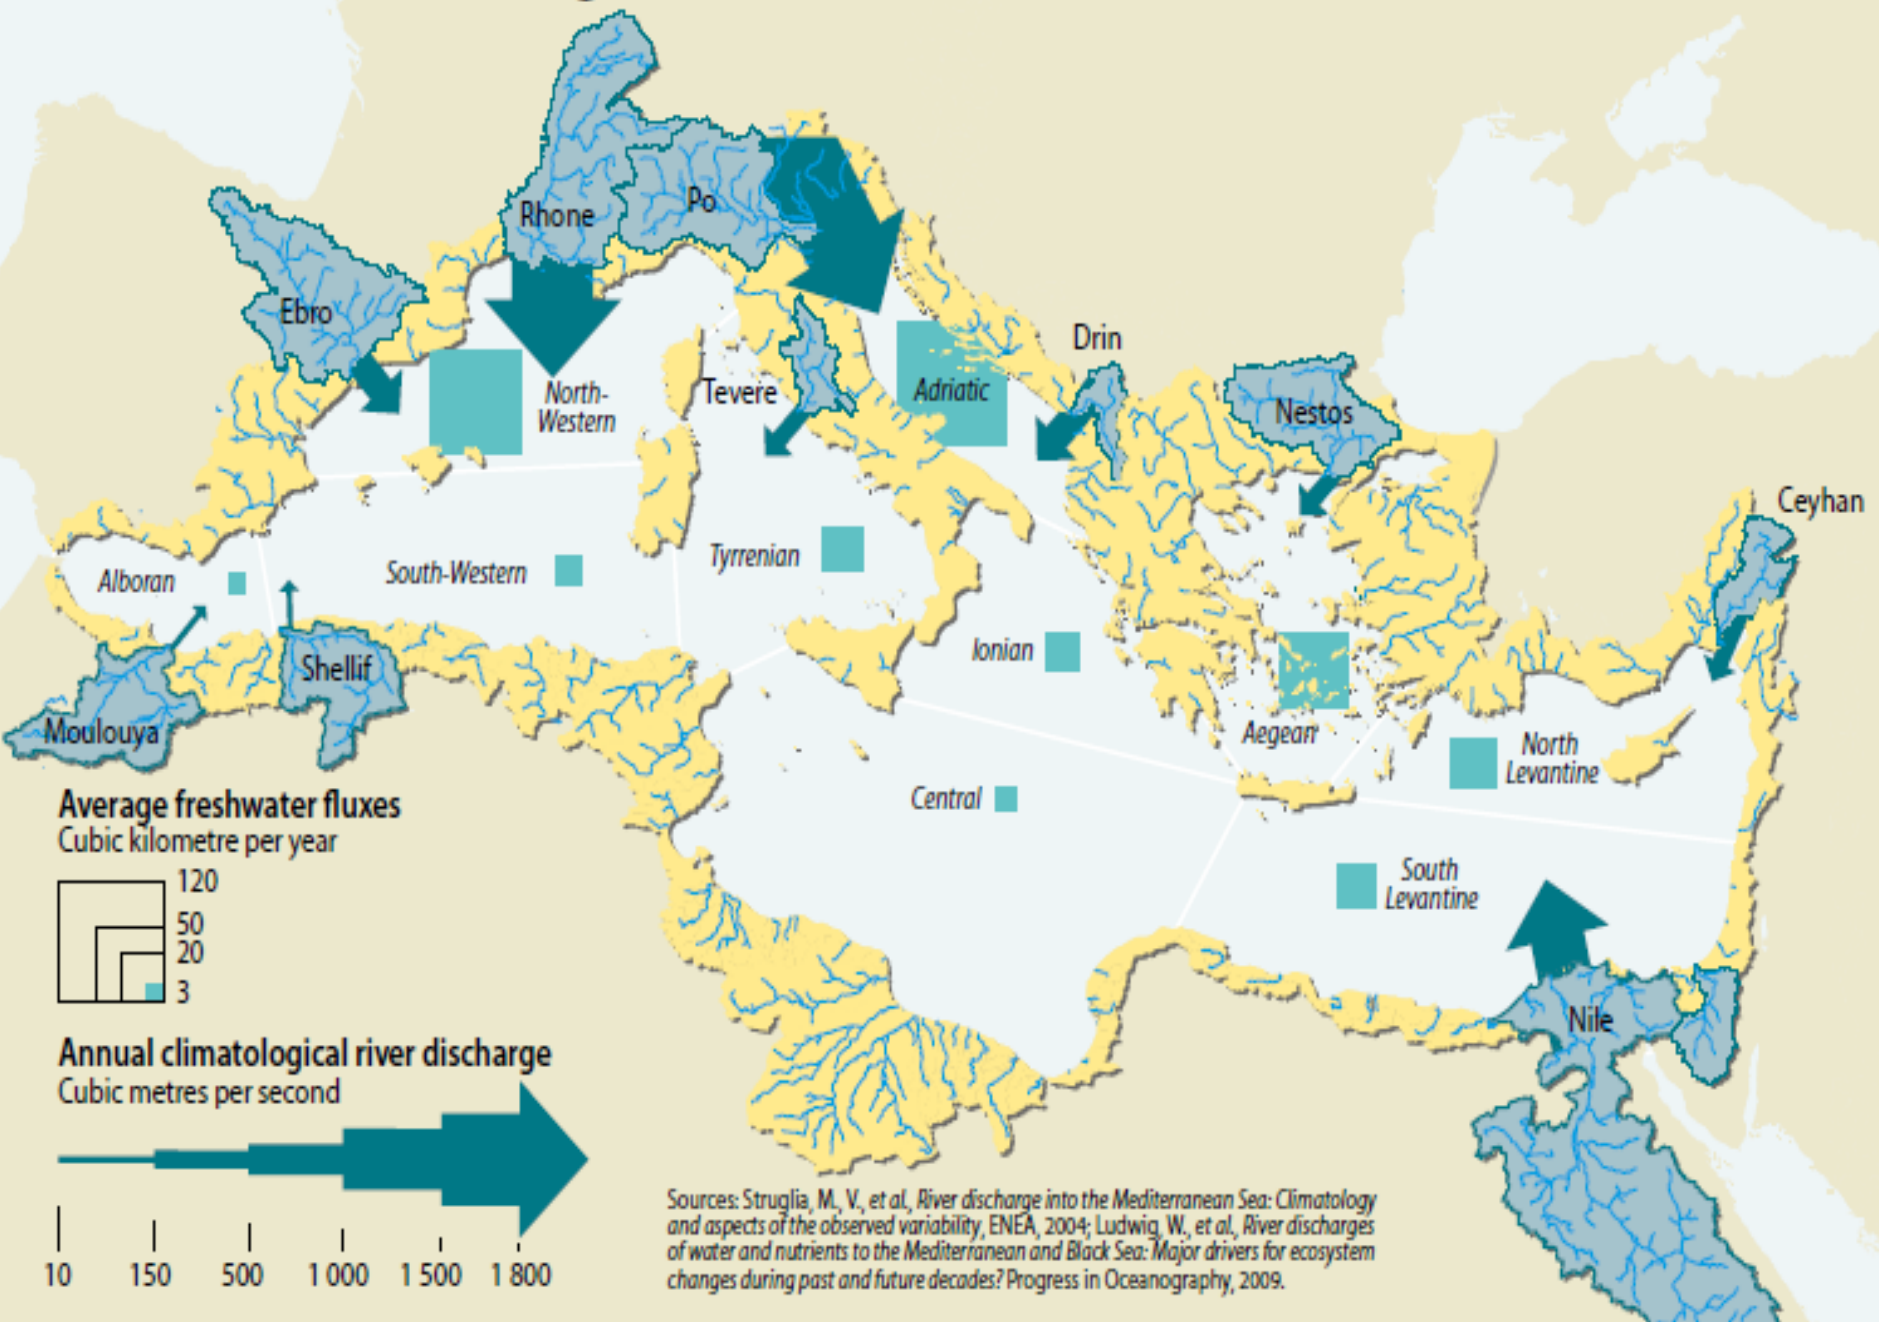 Rhone
Po
Ebro
Drin
North-
Western
Tevere
Adriatic
Nestos
Ceyhan
Alboran
South-Western
Tyrrenian
Ionian
Shellif
Moulouya
Aegean
North
Levantine
Central
South
Levantine
Nile
Average freshwater fluxes
Cubic kilometre per year
120
50
20
3
Annual climatological river discharge
Cubic metres per second
10 150 500 1 000 1 500 1 800
Sources: Struglia, M., V., et al., River discharge into the Mediterranean Sea: Climatology
and aspects of the observed variability, ENEA, 2004; Ludwig, W., et al., River discharges
of water and nutrients to the Mediterranean and Black Sea: Major drivers for ecosystem
changes during past and future decades? Progress in Oceanography, 2009.